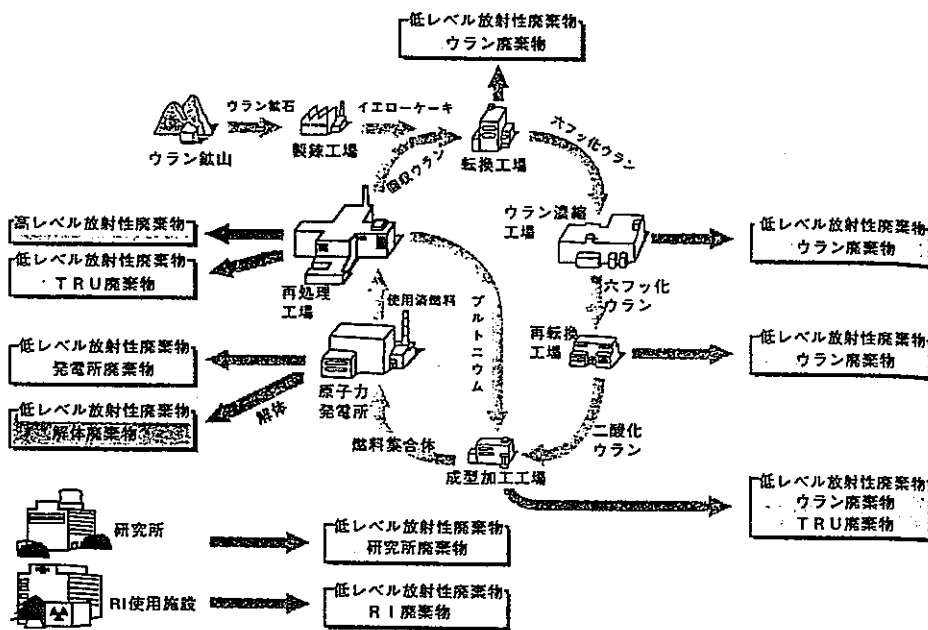 低レベル放射性廃棄物
ウラン廃棄物
ウラン鉱石
イエローケーキ
ウラン鉱山
製錬工場
回収ウラン
転換工場
六フッ化ウラン
高レベル放射性廃棄物
低レベル放射性廃棄物
TRU廃棄物
再処理
工場
ウラン濃縮
工場
低レベル放射性廃棄物
ウラン廃棄物
使用済燃料
プルトニウム
六フッ化
ウラン
低レベル放射性廃棄物
発電所廃棄物
原子力
発電所
再転換
工場
低レベル放射性廃棄物
ウラン廃棄物
低レベル放射性廃棄物
解体廃棄物
解体
燃料集合体
二酸化
ウラン
成型加工工場
低レベル放射性廃棄物
ウラン廃棄物
TRU廃棄物
研究所
低レベル放射性廃棄物
研究所廃棄物
RI使用施設
低レベル放射性廃棄物
RI廃棄物